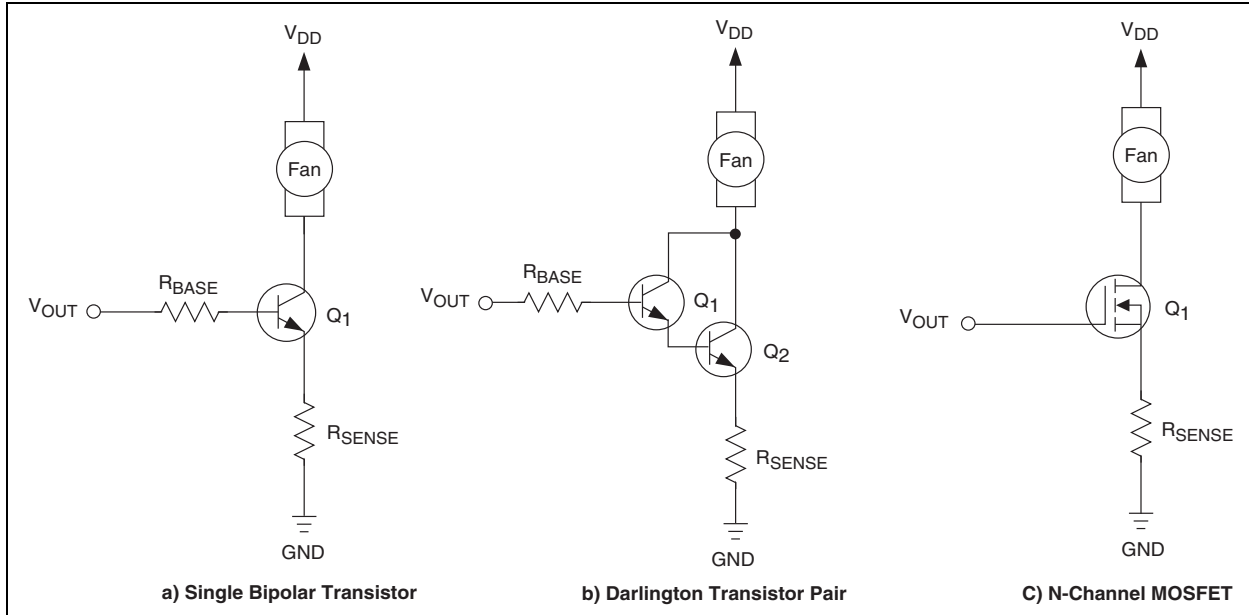 VDD
Fan
RBASE
VOUT
Q1
RSENSE
GND
a) Single Bipolar Transistor
VDD
Fan
RBASE
VOUT
Q1
Q2
RSENSE
GND
b) Darlington Transistor Pair
VDD
Fan
VOUT
Q1
RSENSE
GND
C) N-Channel MOSFET